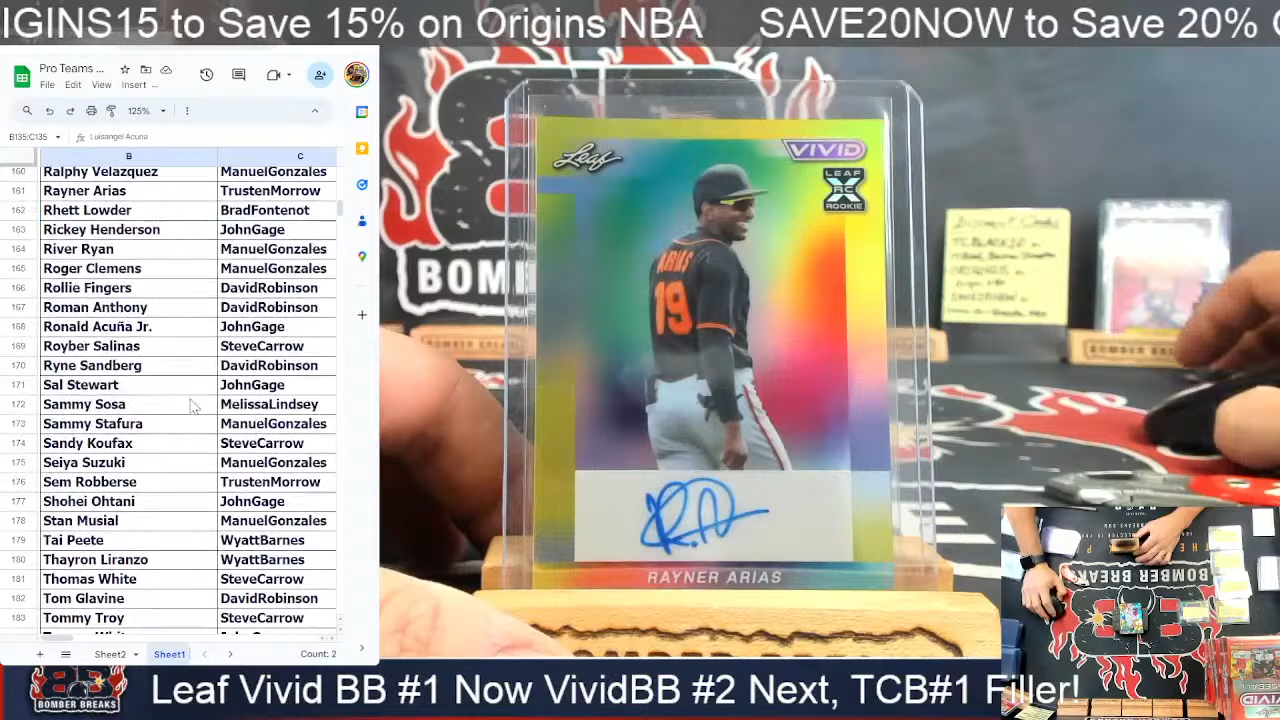 IGINS15 to Save 15% on Origins NBA SAVE20NOW to Save 20%
Pro Teams ...
File Edit View Insert ...
125%
B135:C135 fx Luisangel Acuna
B C
160 Ralphy Velazquez ManuelGonzales
161 Rayner Arias TrustenMorrow
162 Rhett Lowder BradFontenot
163 Rickey Henderson JohnGage
164 River Ryan ManuelGonzales
165 Roger Clemens ManuelGonzales
166 Rollie Fingers DavidRobinson
167 Roman Anthony DavidRobinson
168 Ronald Acuña Jr. JohnGage
169 Royber Salinas SteveCarrow
170 Ryne Sandberg DavidRobinson
171 Sal Stewart JohnGage
172 Sammy Sosa MelissaLindsey
173 Sammy Stafura ManuelGonzales
174 Sandy Koufax SteveCarrow
175 Seiya Suzuki ManuelGonzales
176 Sem Robberse TrustenMorrow
177 Shohei Ohtani JohnGage
178 Stan Musial ManuelGonzales
179 Tai Peete WyattBarnes
180 Thayron Liranzo WyattBarnes
181 Thomas White SteveCarrow
182 Tom Glavine DavidRobinson
183 Tommy Troy SteveCarrow
Sheet2 Sheet1 Count: 2
Leaf
VIVID
LEAF
X
RC
ROOKIE
ARIAS
19
RAYNER ARIAS
BOM
BOMBER BREAKS
BOMBER BREAKS
BOMBER BREAKS
Leaf Vivid BB #1 Now VividBB #2 Next, TCB#1 Filler!